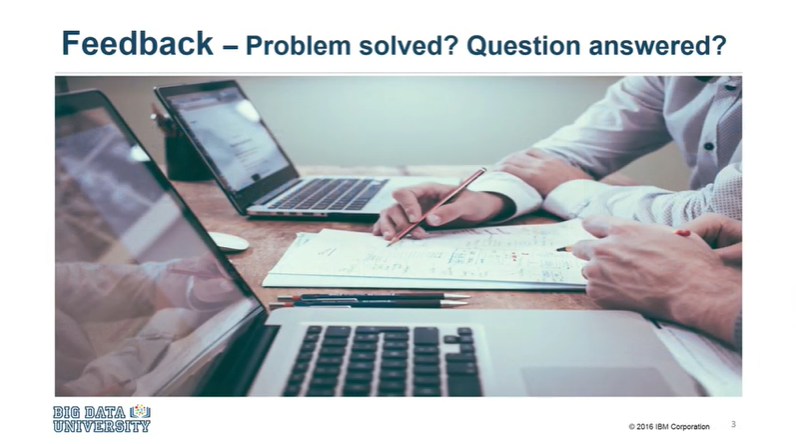 Feedback – Problem solved? Question answered?
BIG DATA
UNIVERSITY
© 2016 IBM Corporation
3